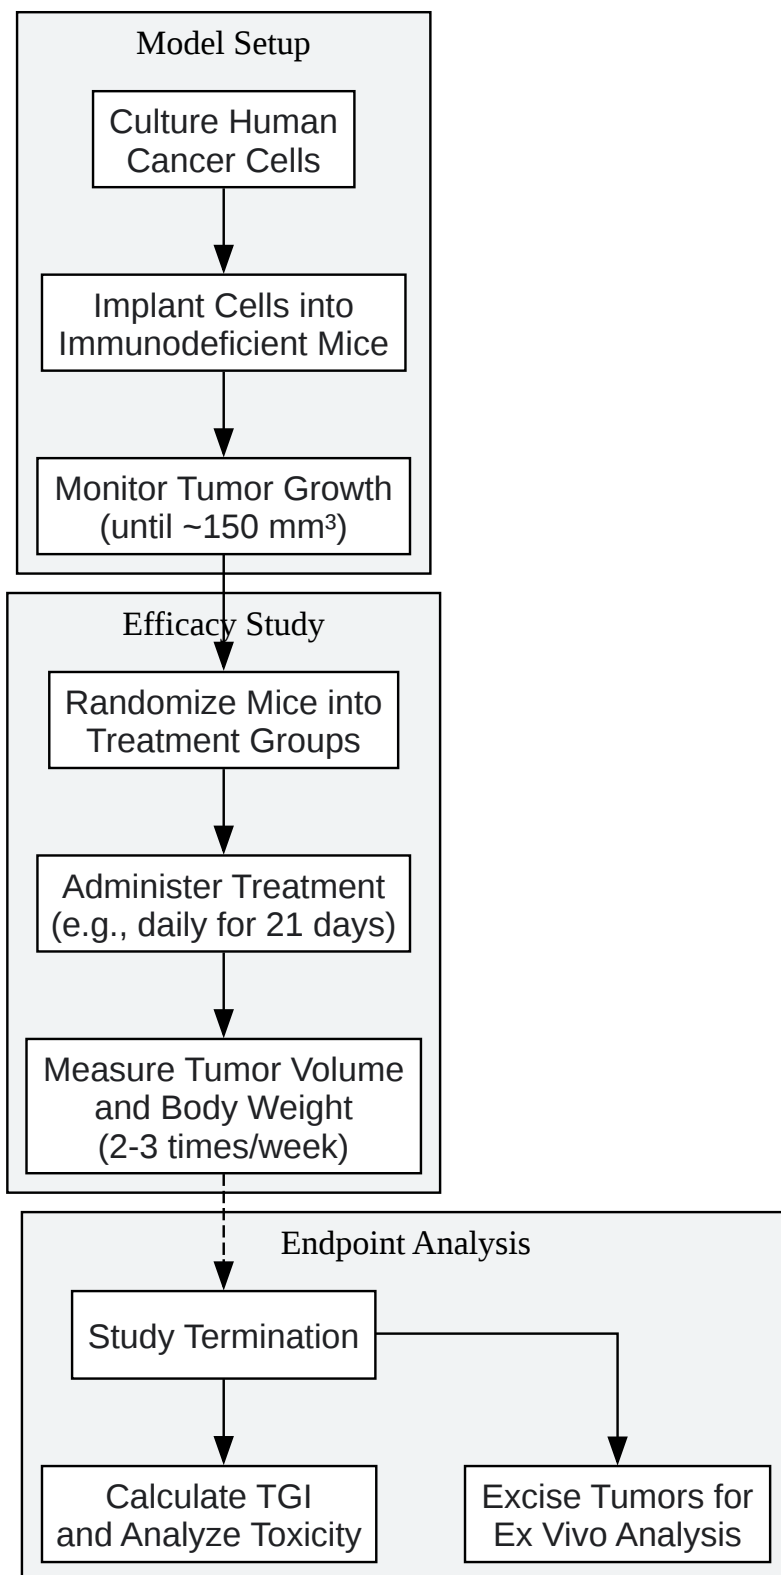 Model Setup
Culture Human
Cancer Cells
Implant Cells into
Immunodeficient Mice
Monitor Tumor Growth
(until ~150 mm³)
Efficacy Study
Randomize Mice into
Treatment Groups
Administer Treatment
(e.g., daily for 21 days)
Measure Tumor Volume
and Body Weight
(2-3 times/week)
Endpoint Analysis
Study Termination
Calculate TGI
and Analyze Toxicity
Excise Tumors for
Ex Vivo Analysis